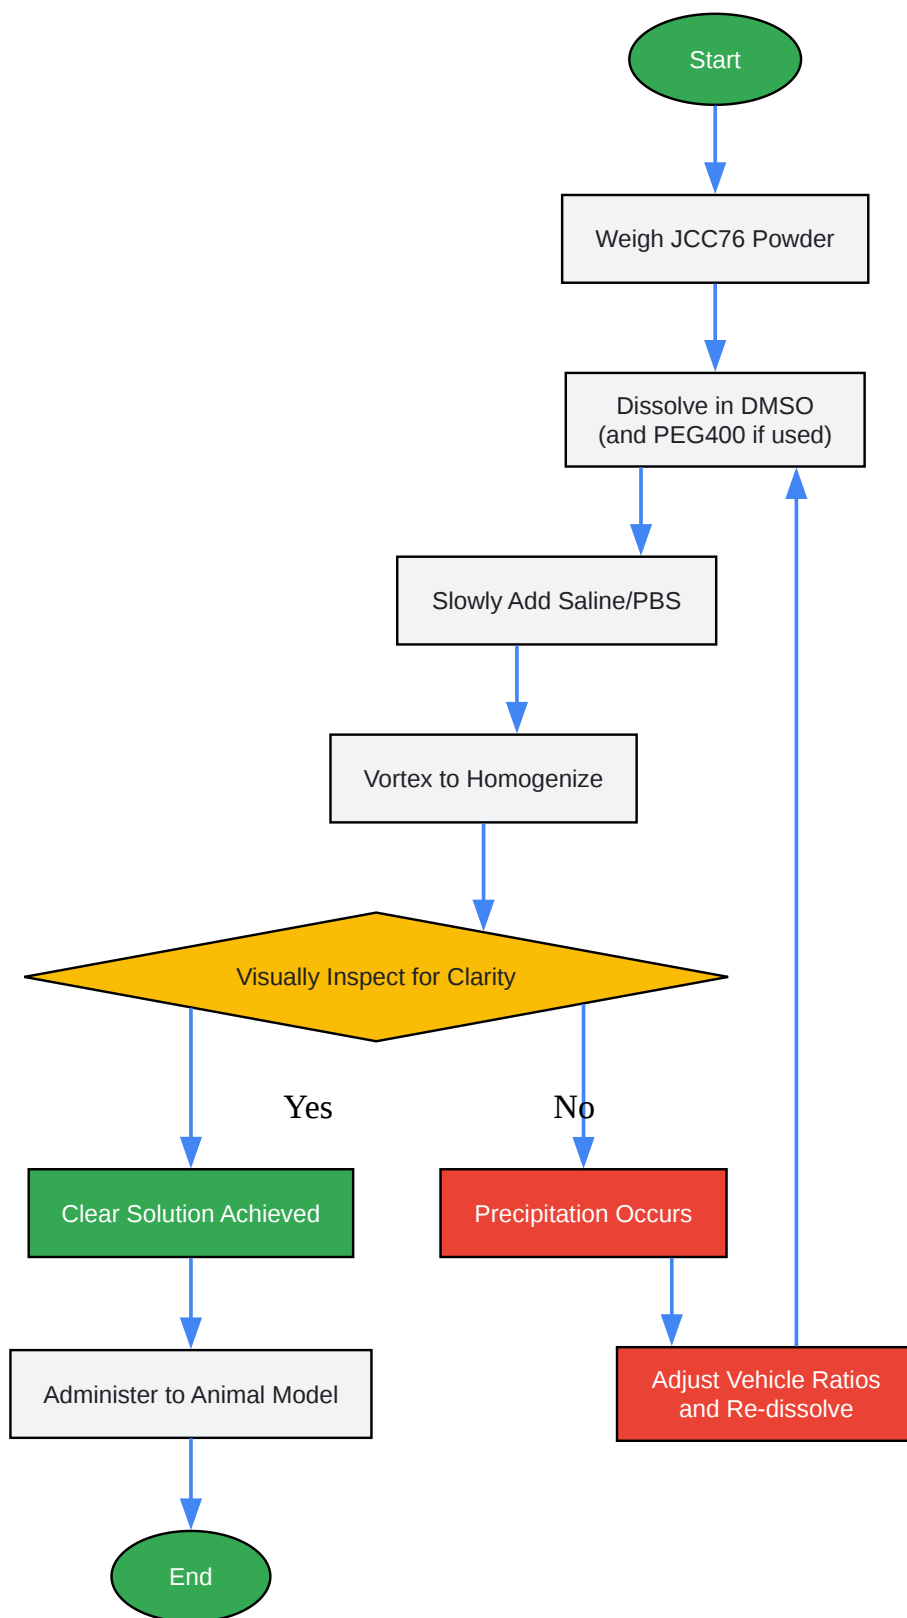 Start
Weigh JCC76 Powder
Dissolve in DMSO
(and PEG400 if used)
Slowly Add Saline/PBS
Vortex to Homogenize
Visually Inspect for Clarity
Yes
No
Clear Solution Achieved
Precipitation Occurs
Administer to Animal Model
Adjust Vehicle Ratios
and Re-dissolve
End